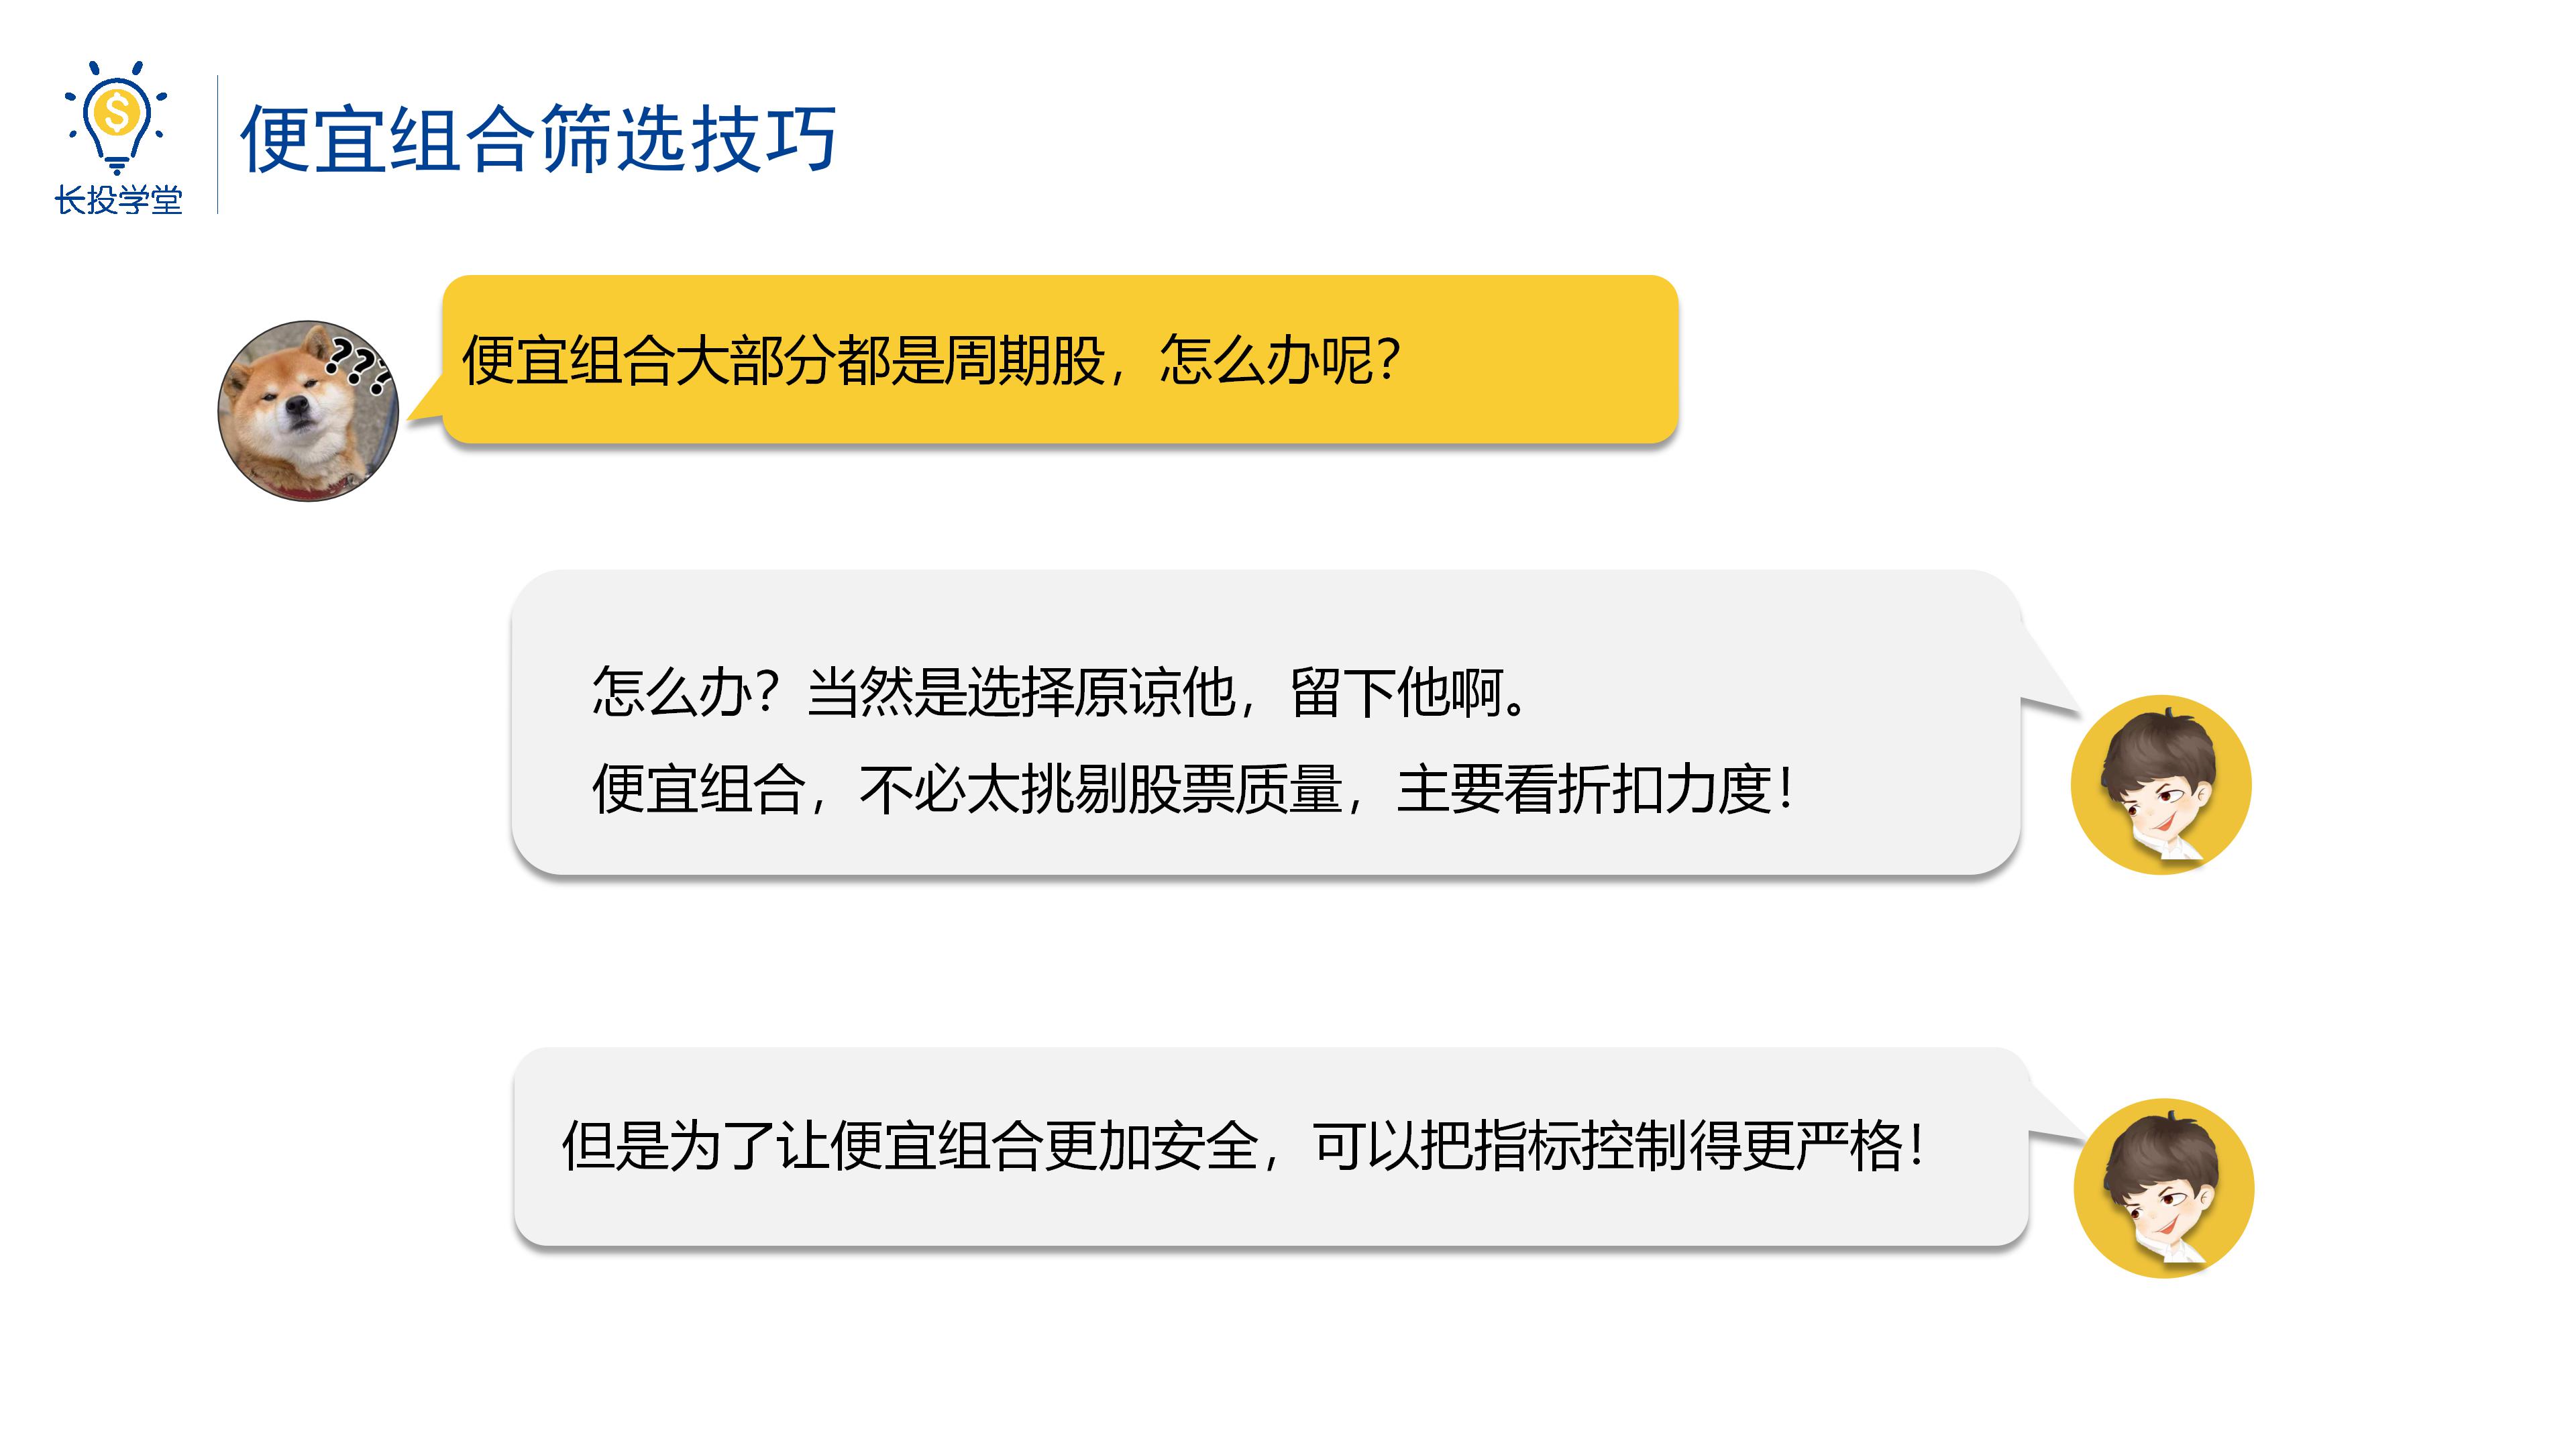 长投学堂
便宜组合筛选技巧
???
便宜组合大部分都是周期股，怎么办呢？
怎么办？当然是选择原谅他，留下他啊。
便宜组合，不必太挑剔股票质量，主要看折扣力度！
但是为了让便宜组合更加安全，可以把指标控制得更严格！